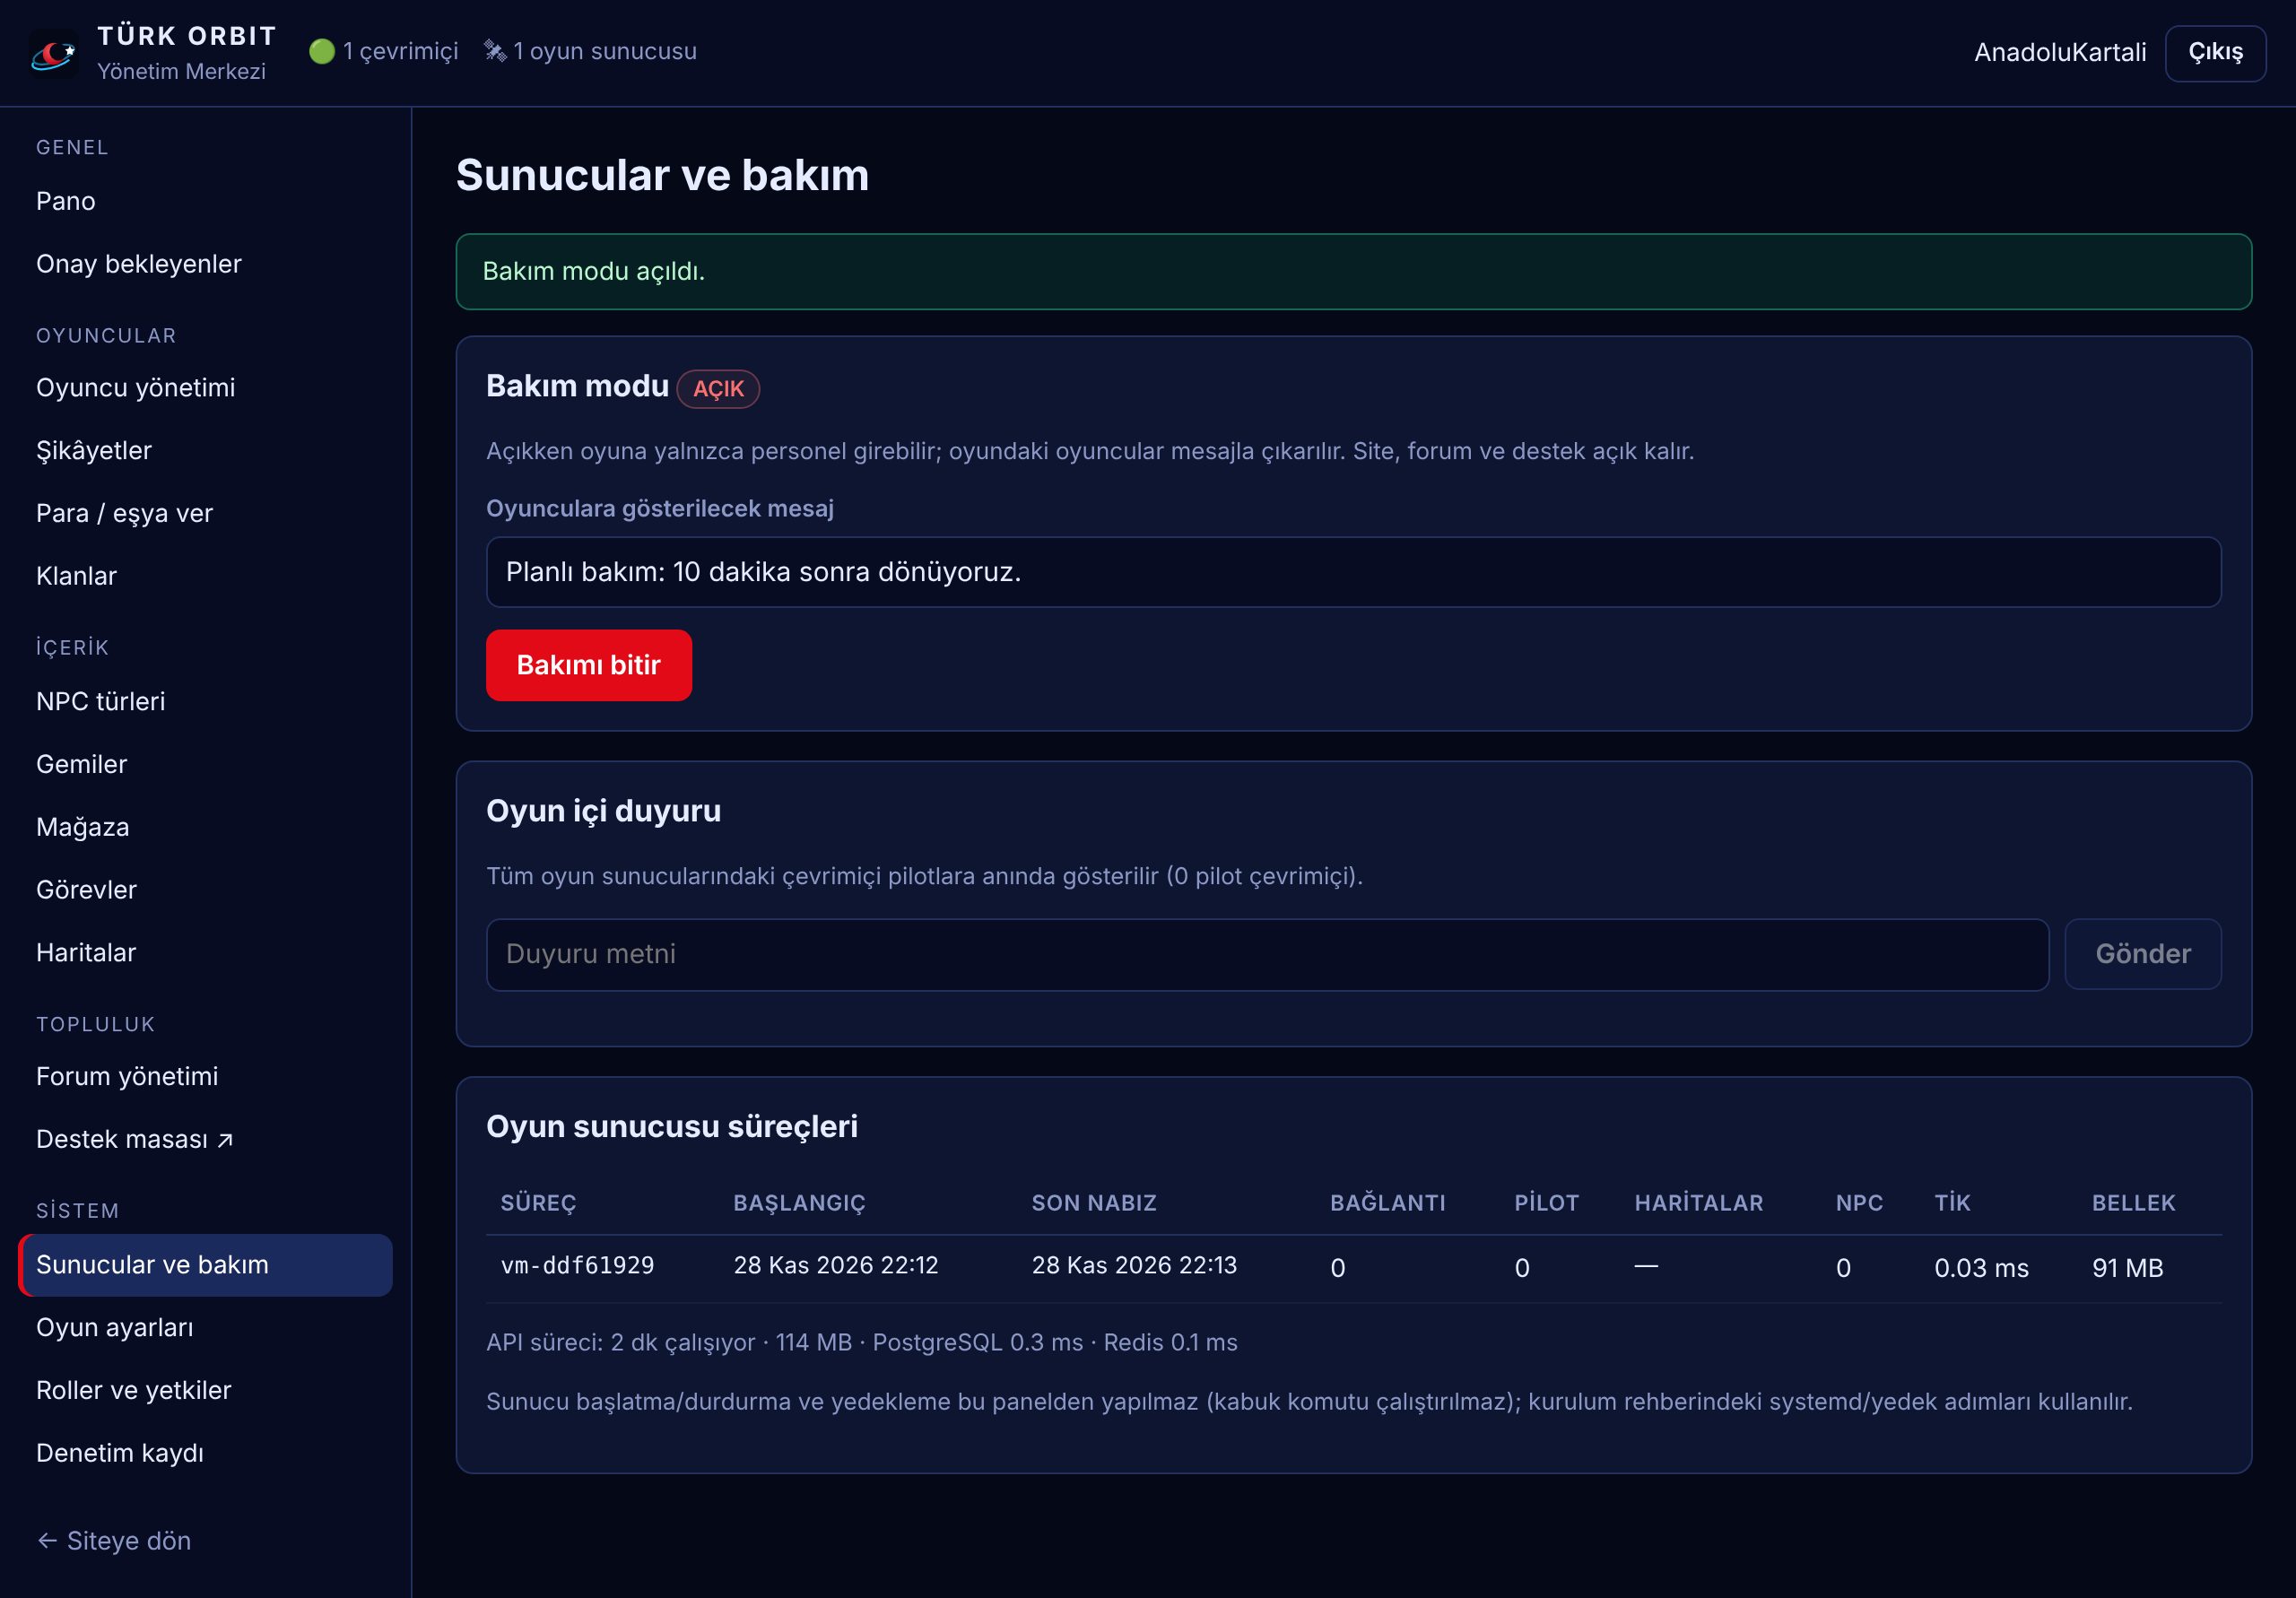 TÜRK ORBIT
Yönetim Merkezi
1 çevrimiçi
1 oyun sunucusu
AnadoluKartali
Çıkış
GENEL
Pano
Onay bekleyenler
OYUNCULAR
Oyuncu yönetimi
Şikâyetler
Para / eşya ver
Klanlar
İÇERİK
NPC türleri
Gemiler
Mağaza
Görevler
Haritalar
TOPLULUK
Forum yönetimi
Destek masası ↗
SİSTEM
Sunucular ve bakım
Oyun ayarları
Roller ve yetkiler
Denetim kaydı
← Siteye dön
Sunucular ve bakım
Bakım modu açıldı.
Bakım modu AÇIK
Açıkken oyuna yalnızca personel girebilir; oyundaki oyuncular mesajla çıkarılır. Site, forum ve destek açık kalır.
Oyunculara gösterilecek mesaj
Planlı bakım: 10 dakika sonra dönüyoruz.
Bakımı bitir
Oyun içi duyuru
Tüm oyun sunucularındaki çevrimiçi pilotlara anında gösterilir (0 pilot çevrimiçi).
Duyuru metni
Gönder
Oyun sunucusu süreçleri
SÜREÇ BAŞLANGIÇ SON NABIZ BAĞLANTI PİLOT HARİTALAR NPC TİK BELLEK
vm-ddf61929 28 Kas 2026 22:12 28 Kas 2026 22:13 0 0 — 0 0.03 ms 91 MB
API süreci: 2 dk çalışıyor · 114 MB · PostgreSQL 0.3 ms · Redis 0.1 ms
Sunucu başlatma/durdurma ve yedekleme bu panelden yapılmaz (kabuk komutu çalıştırılmaz); kurulum rehberindeki systemd/yedek adımları kullanılır.